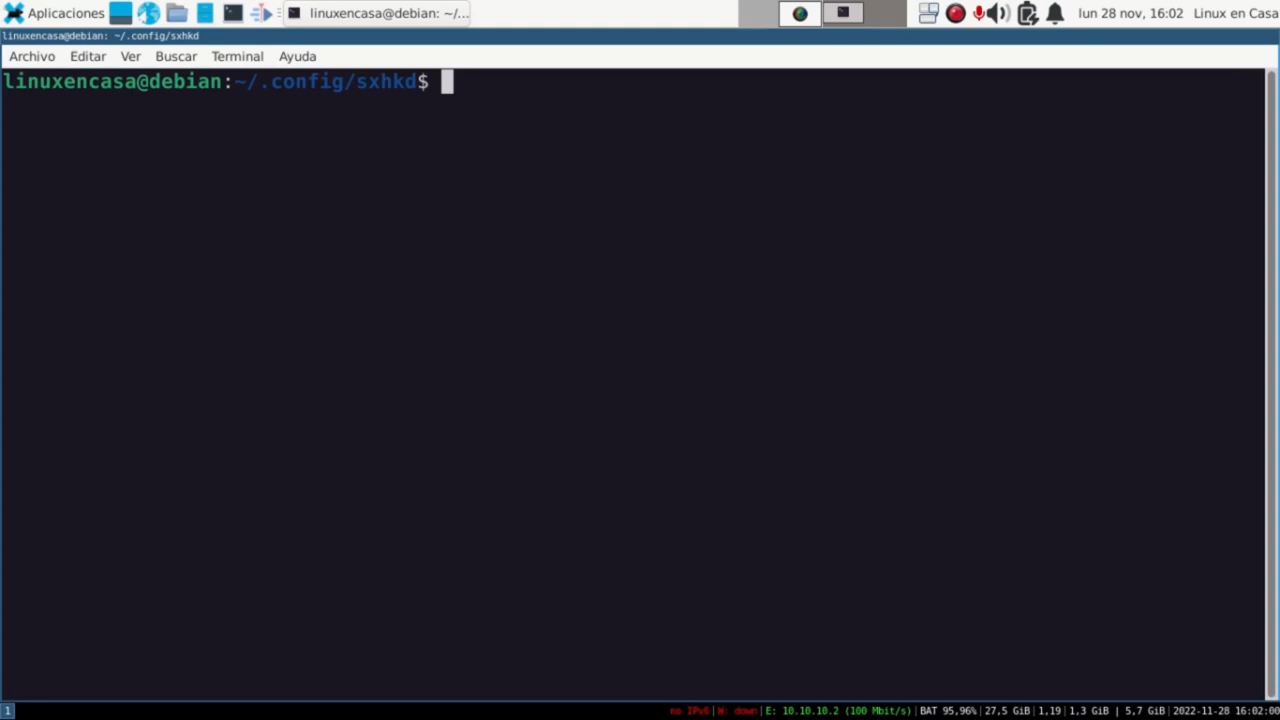 Aplicaciones linuxencasa@debian: ~/... lun 28 nov, 16:02 Linux en Casa
linuxencasa@debian: ~/.config/sxhkd
Archivo Editar Ver Buscar Terminal Ayuda
linuxencasa@debian:~/.config/sxhkd$
1 no IPv6|W: down|E: 10.10.10.2 (100 Mbit/s)|BAT 95,96%|27,5 GiB|1,19|1,3 GiB | 5,7 GiB|2022-11-28 16:02:00